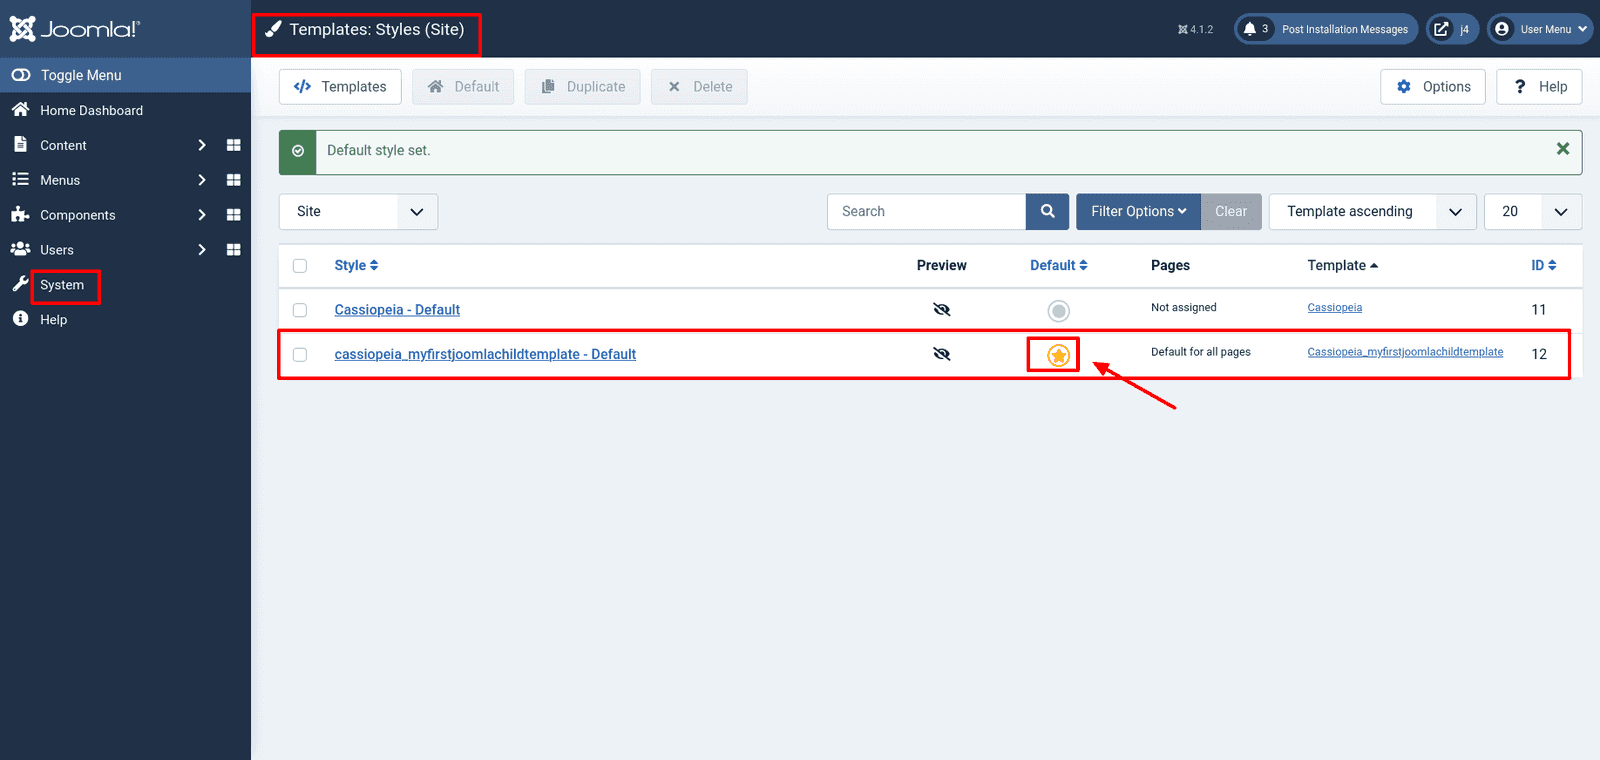 Joomla!®
Templates: Styles (Site)
4.1.2
3 Post Installation Messages
j4
User Menu
Toggle Menu
Home Dashboard
Content
Menus
Components
Users
System
Help
Templates
Default
Duplicate
Delete
Options
? Help
Default style set.
Site
Search
Filter Options
Clear
Template ascending
20
Style Preview Default Pages Template ID
Cassiopeia - Default Not assigned Cassiopeia 11
cassiopeia_myfirstjoomlachildtemplate - Default Default for all pages Cassiopeia_myfirstjoomlachildtemplate 12